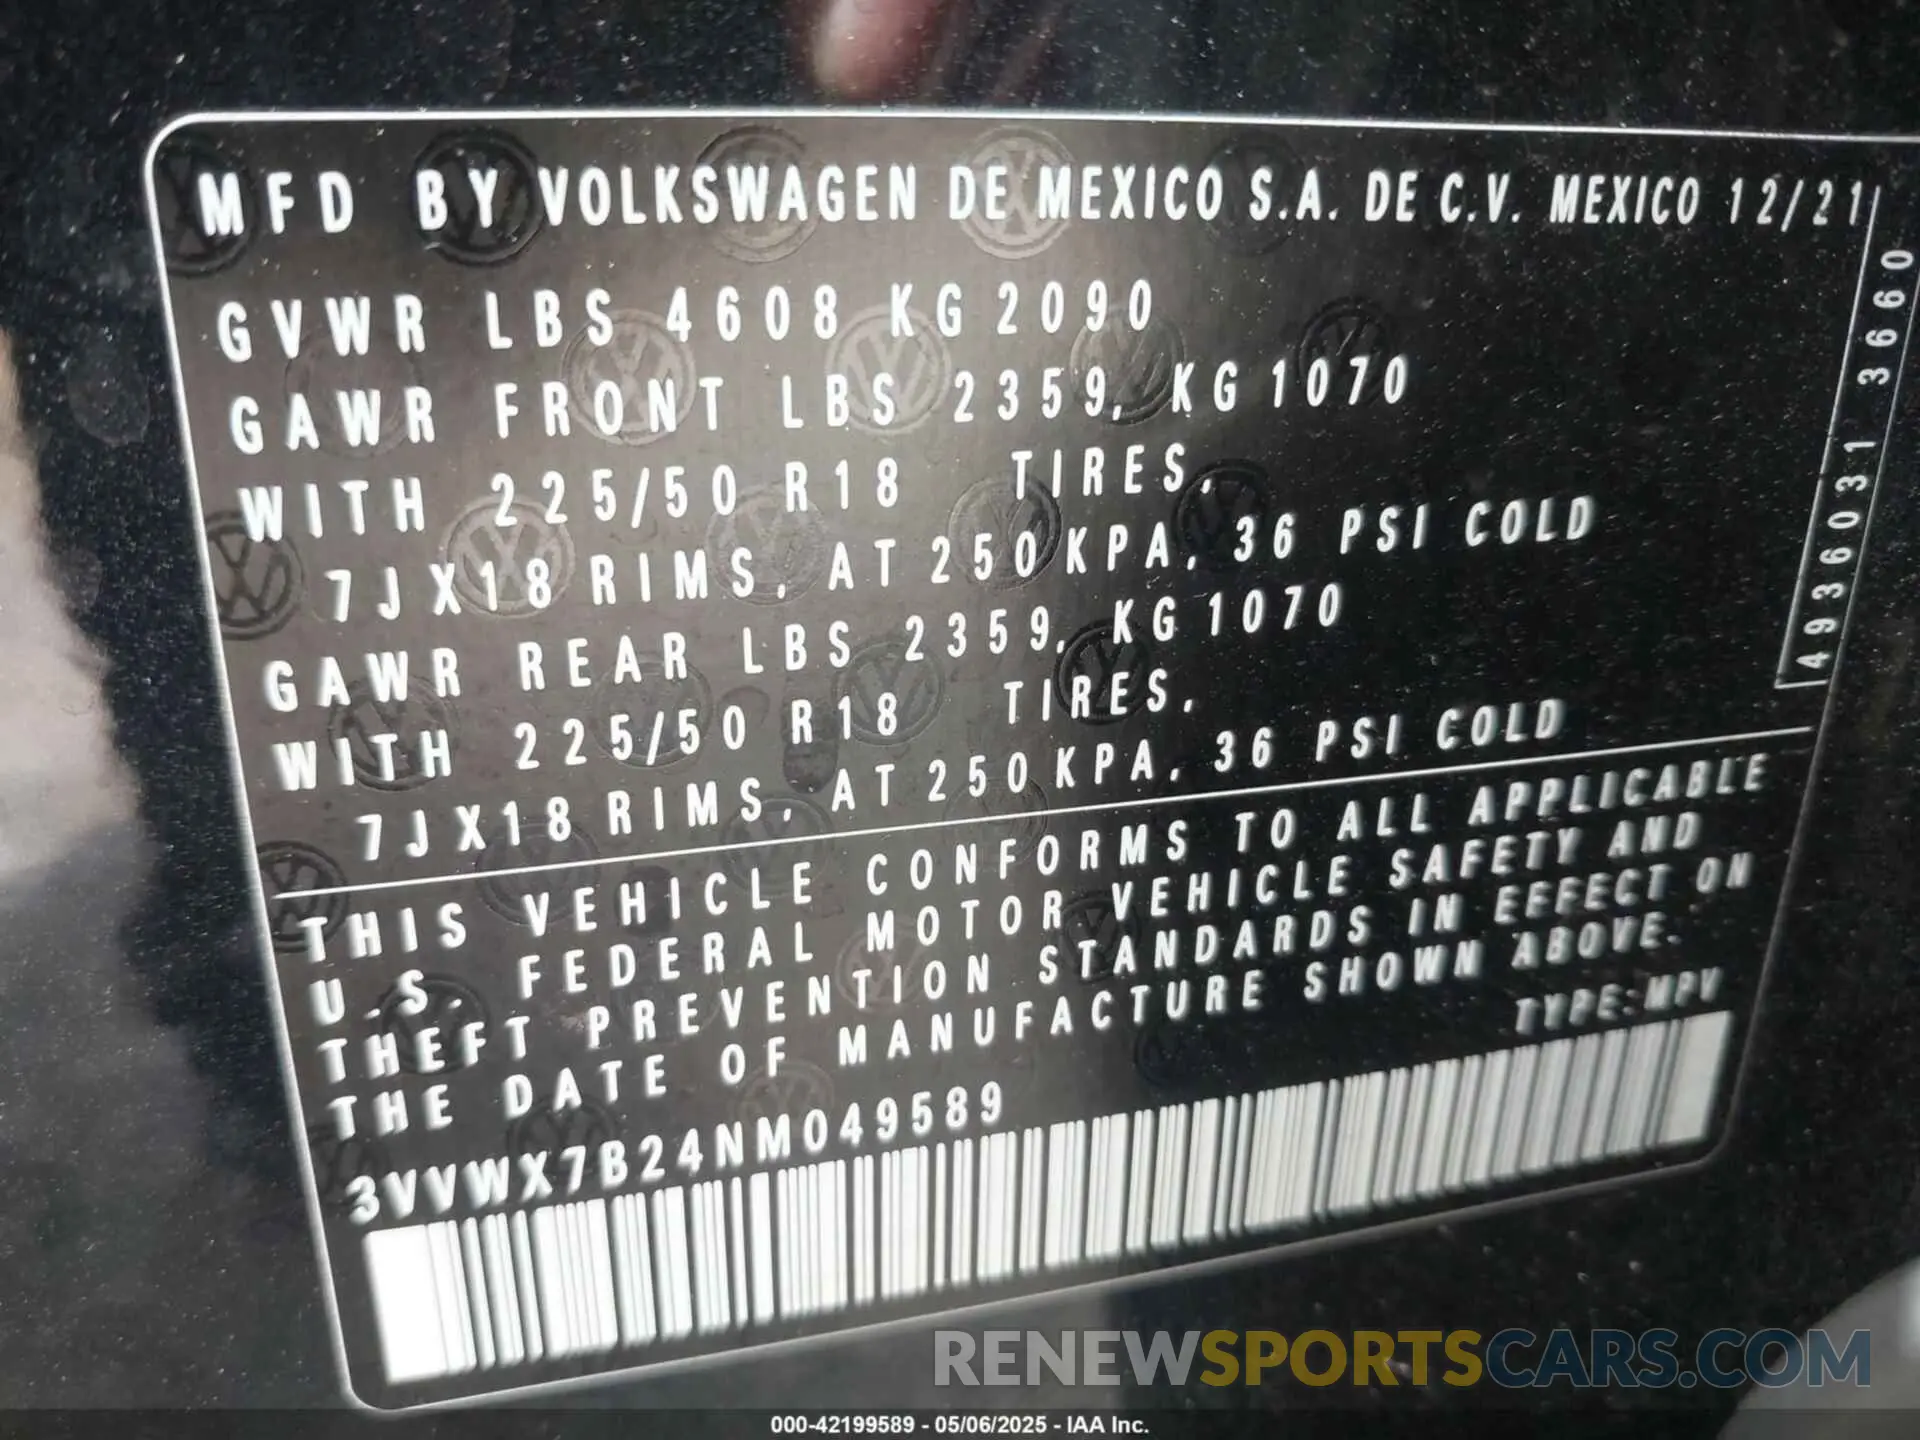 MFD BY VOLKSWAGEN DE MEXICO S.A. DE C.V. MEXICO 12/21
GVWR LBS 4608 KG 2090
GAWR FRONT LBS 2359, KG 1070
WITH 225/50 R18 TIRES,
7JX18 RIMS, AT 250 KPA, 36 PSI COLD
GAWR REAR LBS 2359, KG 1070
WITH 225/50 R18 TIRES,
7JX18 RIMS, AT 250 KPA, 36 PSI COLD
4936031 3660
THIS VEHICLE CONFORMS TO ALL APPLICABLE
U.S. FEDERAL MOTOR VEHICLE SAFETY AND
THEFT PREVENTION STANDARDS IN EFFECT ON
THE DATE OF MANUFACTURE SHOWN ABOVE.
TYPE:MPV
3VVWX7B24NM049589
RENEWSPORTSCARS.COM
000-42199589 - 05/06/2025 - IAA Inc.